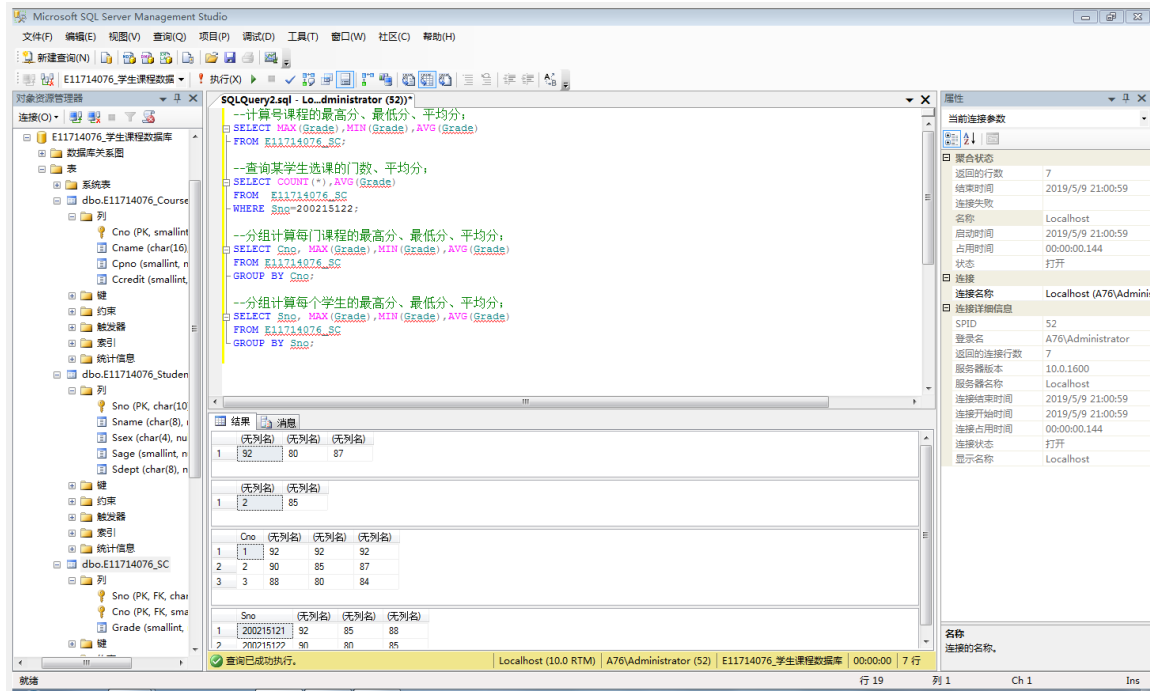 Microsoft SQL Server Management Studio
文件(F) 编辑(E) 视图(V) 查询(Q) 项目(P) 调试(D) 工具(T) 窗口(W) 社区(C) 帮助(H)
新建查询(N)
E11714076_学生课程数据 执行(X)
对象资源管理器
连接(O)
E11714076_学生课程数据库
数据库关系图
表
系统表
dbo.E11714076_Course
列
Cno (PK, smallint
Cname (char(16)
Cpno (smallint, n
Ccredit (smallint,
键
约束
触发器
索引
统计信息
dbo.E11714076_Studen
列
Sno (PK, char(10
Sname (char(8),
Ssex (char(4), nu
Sage (smallint, n
Sdept (char(8), n
键
约束
触发器
索引
统计信息
dbo.E11714076_SC
列
Sno (PK, FK, char
Cno (PK, FK, sma
Grade (smallint,
键
SQLQuery2.sql - Lo...dministrator (52))*
--计算号课程的最高分、最低分、平均分;
SELECT MAX(Grade),MIN(Grade),AVG(Grade)
FROM E11714076_SC;
--查询某学生选课的门数、平均分;
SELECT COUNT(*),AVG(Grade)
FROM E11714076_SC
WHERE Sno=200215122;
--分组计算每门课程的最高分、最低分、平均分;
SELECT Cno, MAX(Grade),MIN(Grade),AVG(Grade)
FROM E11714076_SC
GROUP BY Cno;
--分组计算每个学生的最高分、最低分、平均分;
SELECT Sno, MAX(Grade),MIN(Grade),AVG(Grade)
FROM E11714076_SC
GROUP BY Sno;
结果 消息
(无列名) (无列名) (无列名)
1 92 80 87
(无列名) (无列名)
1 2 85
Cno (无列名) (无列名) (无列名)
1 1 92 92 92
2 2 90 85 87
3 3 88 80 84
Sno (无列名) (无列名) (无列名)
1 200215121 92 85 88
2 200215122 90 80 85
查询已成功执行。 Localhost (10.0 RTM) A76\Administrator (52) E11714076_学生课程数据库 00:00:00 7 行
属性
当前连接参数
聚合状态
返回的行数 7
结束时间 2019/5/9 21:00:59
连接失败
名称 Localhost
启动时间 2019/5/9 21:00:59
占用时间 00:00:00.144
状态 打开
连接
连接名称 Localhost (A76\Adminis
连接详细信息
SPID 52
登录名 A76\Administrator
返回的连接行数 7
服务器版本 10.0.1600
服务器名称 Localhost
连接结束时间 2019/5/9 21:00:59
连接开始时间 2019/5/9 21:00:59
连接占用时间 00:00:00.144
连接状态 打开
显示名称 Localhost
名称
连接的名称。
就绪 行 19 列 1 Ch 1 Ins